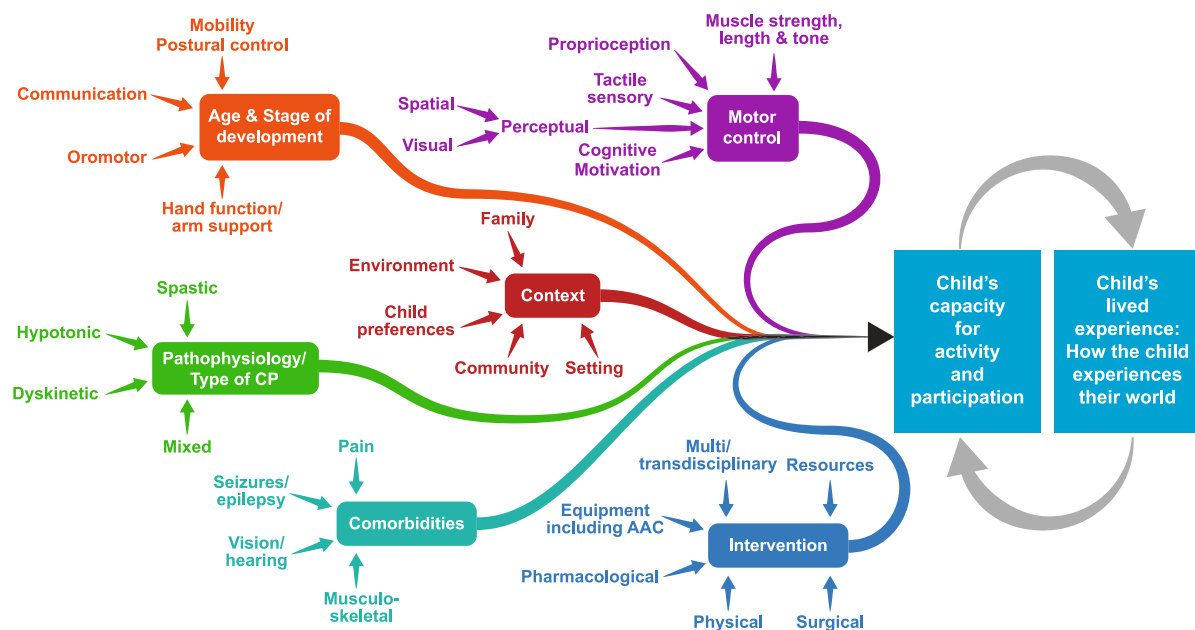 Mobility
Postural control
Communication
Oromotor
Hand function/
arm support
Age & Stage of
development
Muscle strength,
length & tone
Proprioception
Tactile
sensory
Spatial
Visual
Perceptual
Cognitive
Motivation
Motor
control
Family
Environment
Child
preferences
Community
Setting
Context
Spastic
Hypotonic
Dyskinetic
Mixed
Pathophysiology/
Type of CP
Pain
Seizures/
epilepsy
Vision/
hearing
Musculo-
skeletal
Comorbidities
Multi/
transdisciplinary
Resources
Equipment
including AAC
Pharmacological
Physical
Surgical
Intervention
Child's
capacity
for
activity
and
participation
Child's
lived
experience:
How the child
experiences
their world